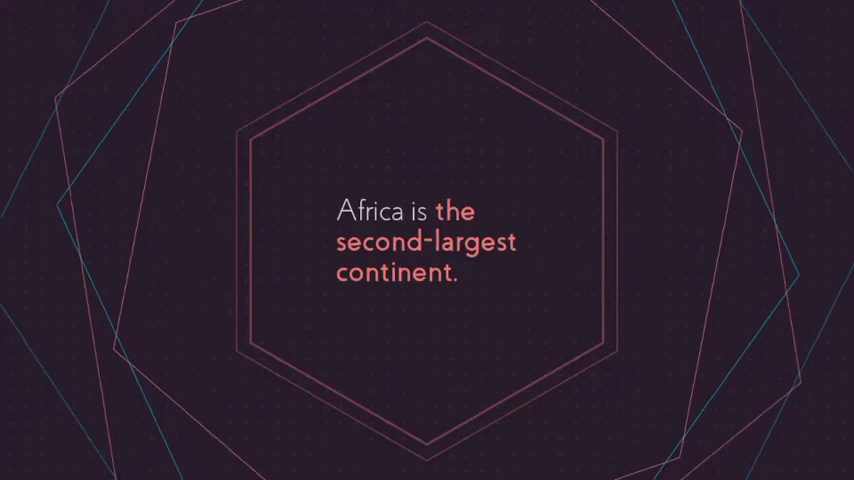 Africa is the
second-largest
continent.